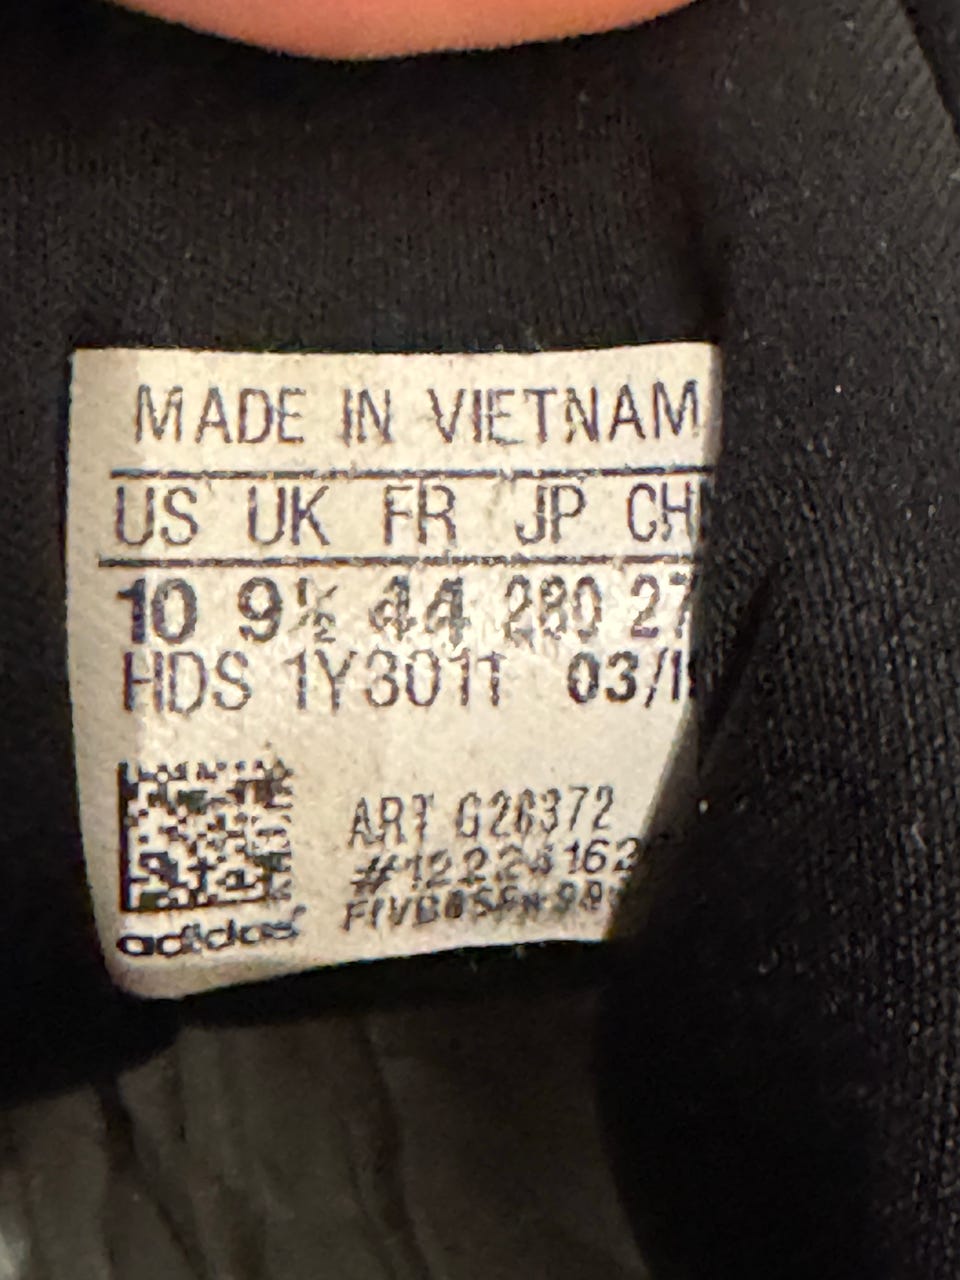 MADE IN VIETNAM
US UK FR JP CH
10 9½ 44 280 27
HDS 1Y3011 03/1
ART G26372
adidas